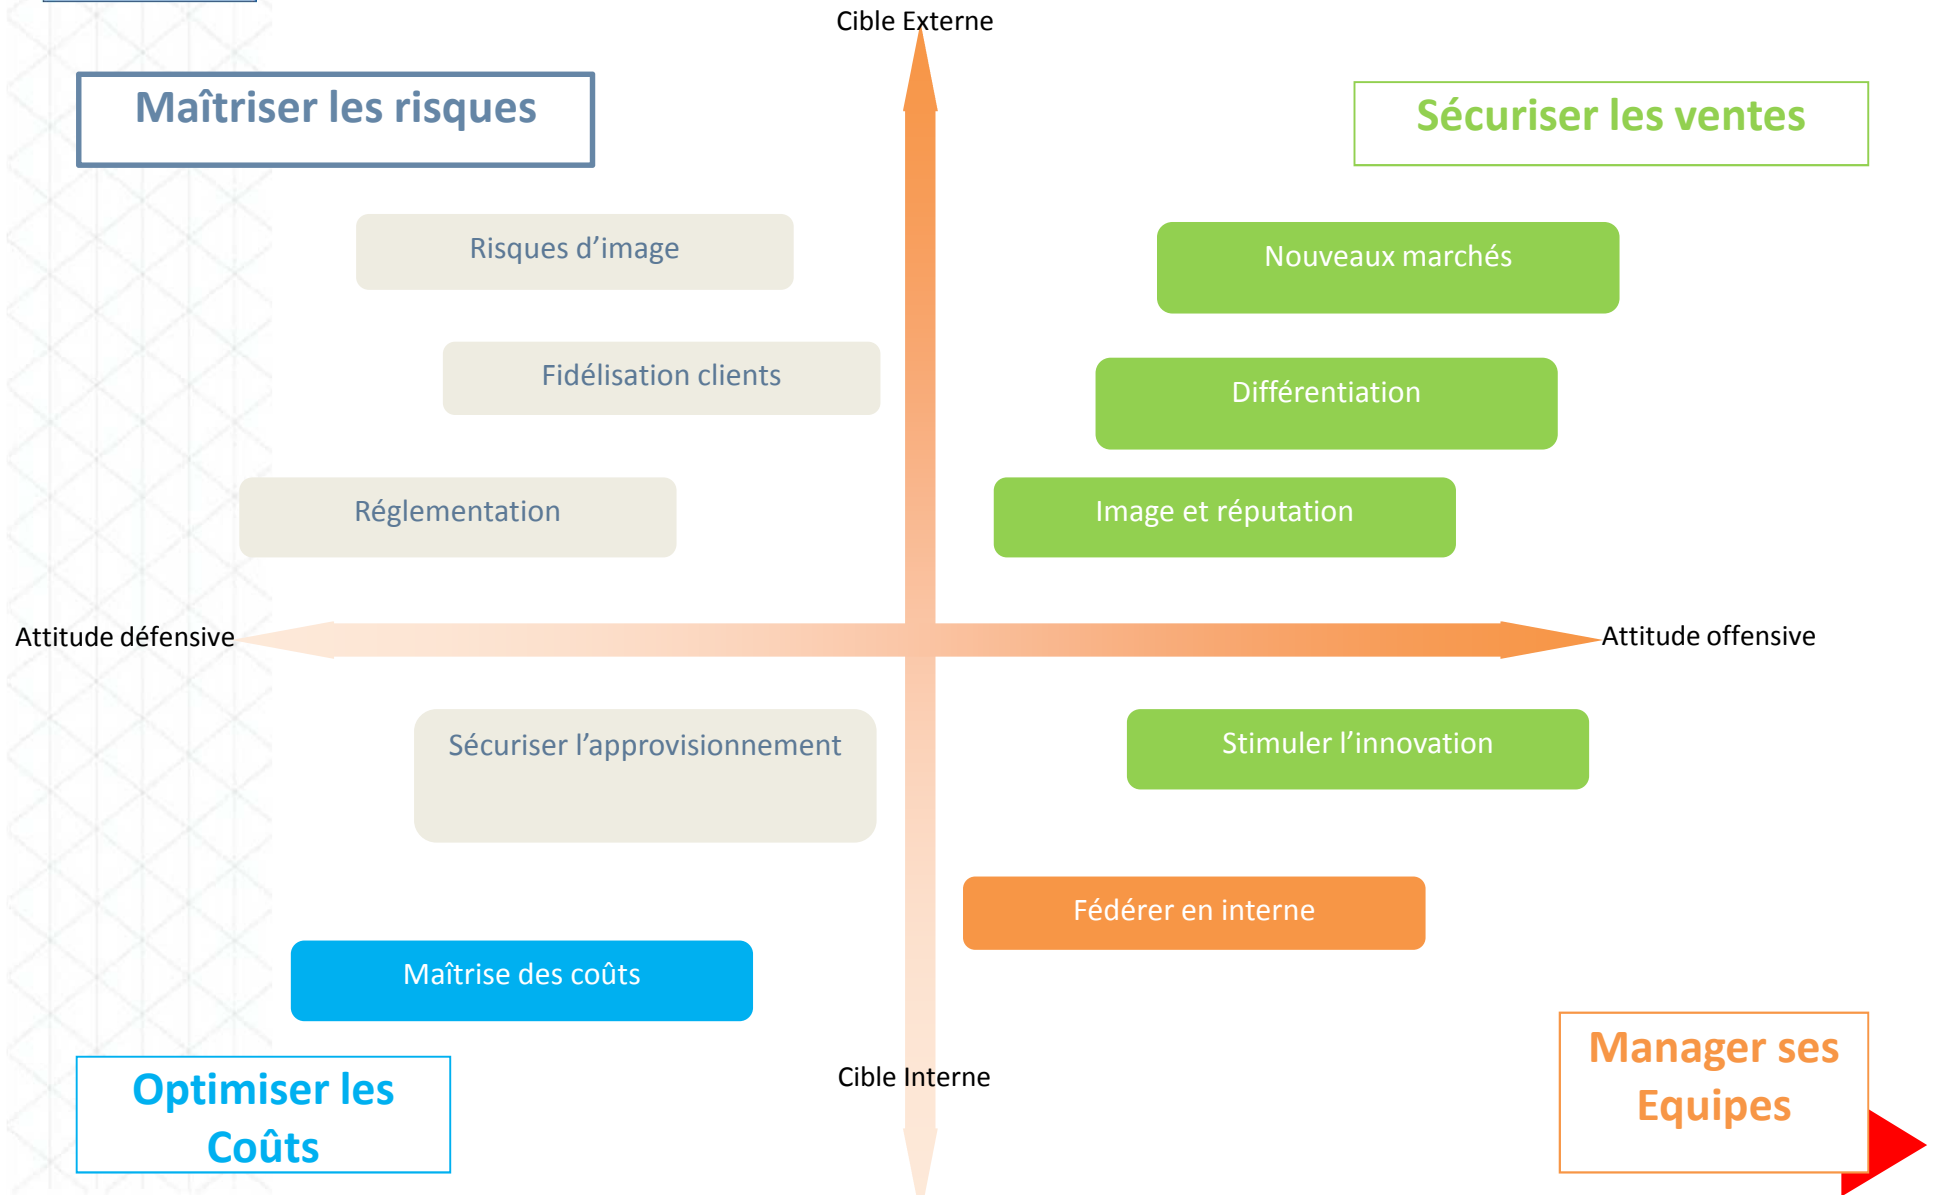 Cible Externe
Maîtriser les risques
Sécuriser les ventes
Risques d’image
Nouveaux marchés
Fidélisation clients
Différentiation
Réglementation
Image et réputation
Attitude défensive
Attitude offensive
Sécuriser l’approvisionnement
Stimuler l’innovation
Fédérer en interne
Maîtrise des coûts
Cible Interne
Optimiser les
Coûts
Manager ses
Equipes